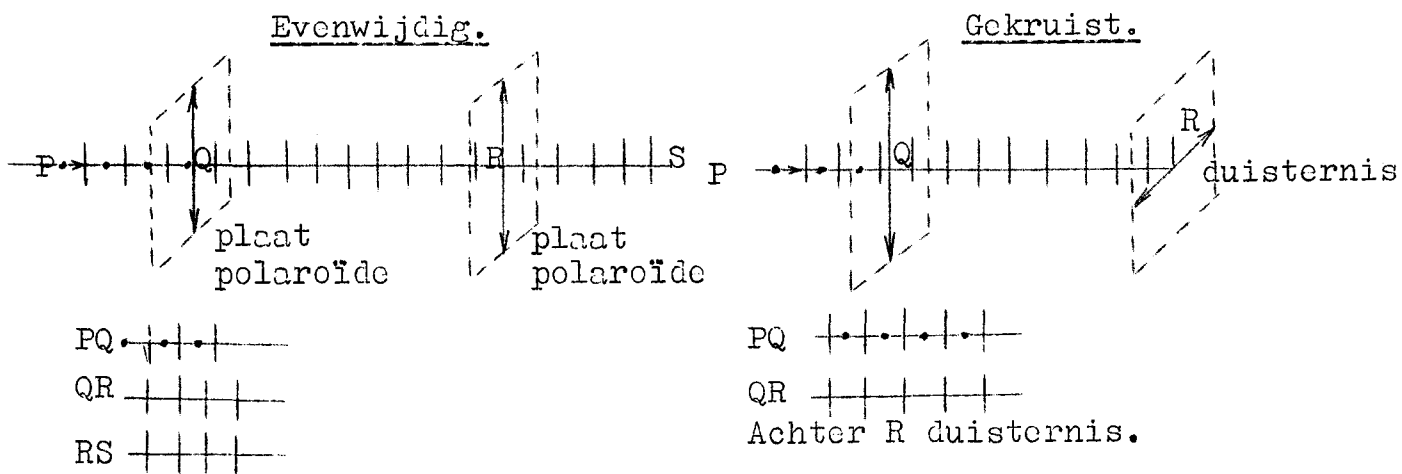 Evenwijdig.
P Q R S
plaat
polaroïde
plaat
polaroïde
PQ
QR
RS
Gekruist.
P Q R
duisternis
PQ
QR
Achter R duisternis.